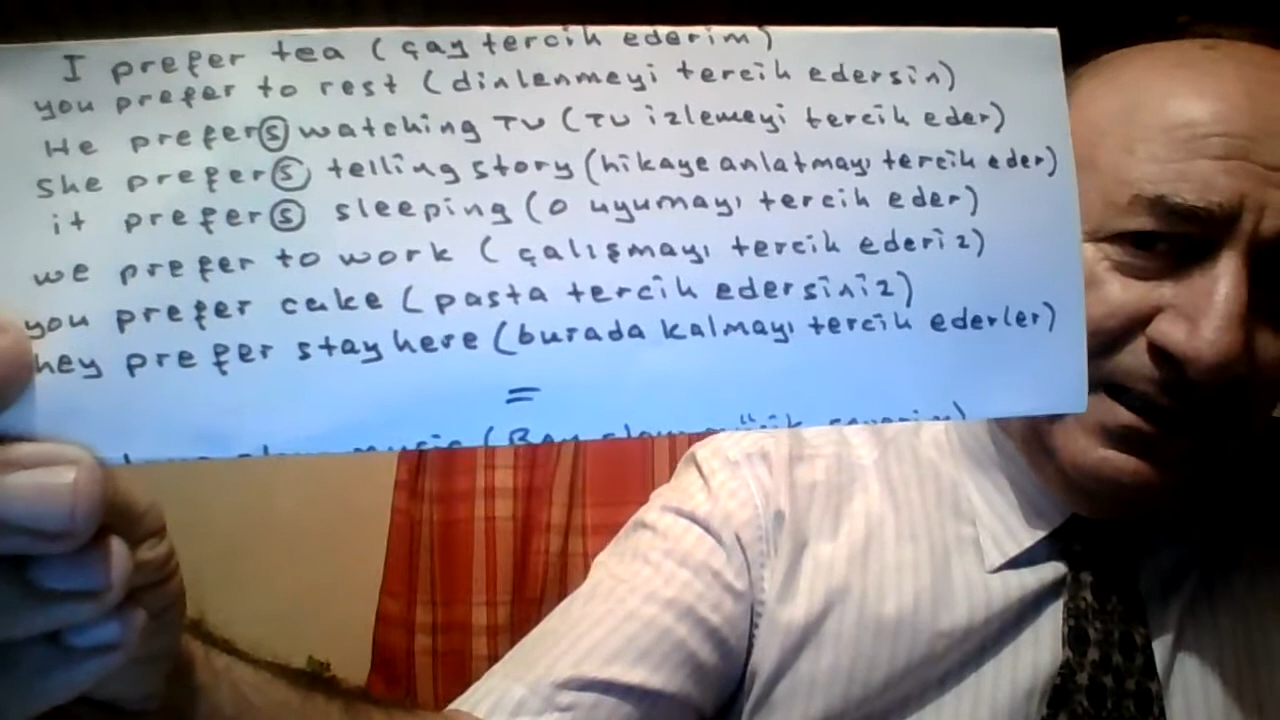 I prefer tea (çay tercih ederim)
you prefer to rest (dinlenmeyi tercih edersin)
He prefers watching TV (TV izlemeyi tercih eder)
She prefers telling story (hikaye anlatmayı tercih eder)
it prefers sleeping (o uyumayı tercih eder)
we prefer to work (çalışmayı tercih ederiz)
you prefer cake (pasta tercih edersiniz)
hey prefer stay here (burada kalmayı tercih ederler)
=
music (Ben